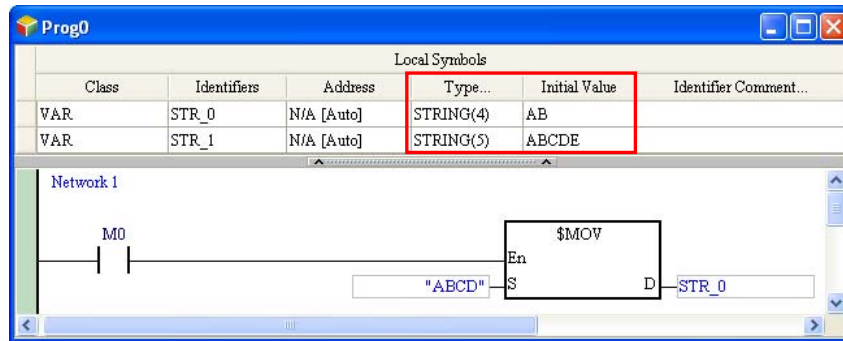 Prog0
Local Symbols
Class Identifiers Address Type... Initial Value Identifier Comment...
VAR STR_0 N/A [Auto] STRING(4) AB
VAR STR_1 N/A [Auto] STRING(5) ABCDE
Network 1
M0
$MOV
En
"ABCD" S D STR_0